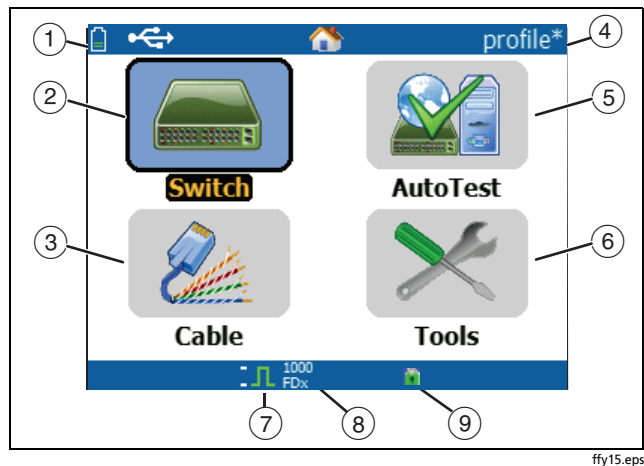 1
profile*
4
2
5
Switch
AutoTest
3
6
Cable
Tools
1000
FDx
7
8
9
ffy15.eps